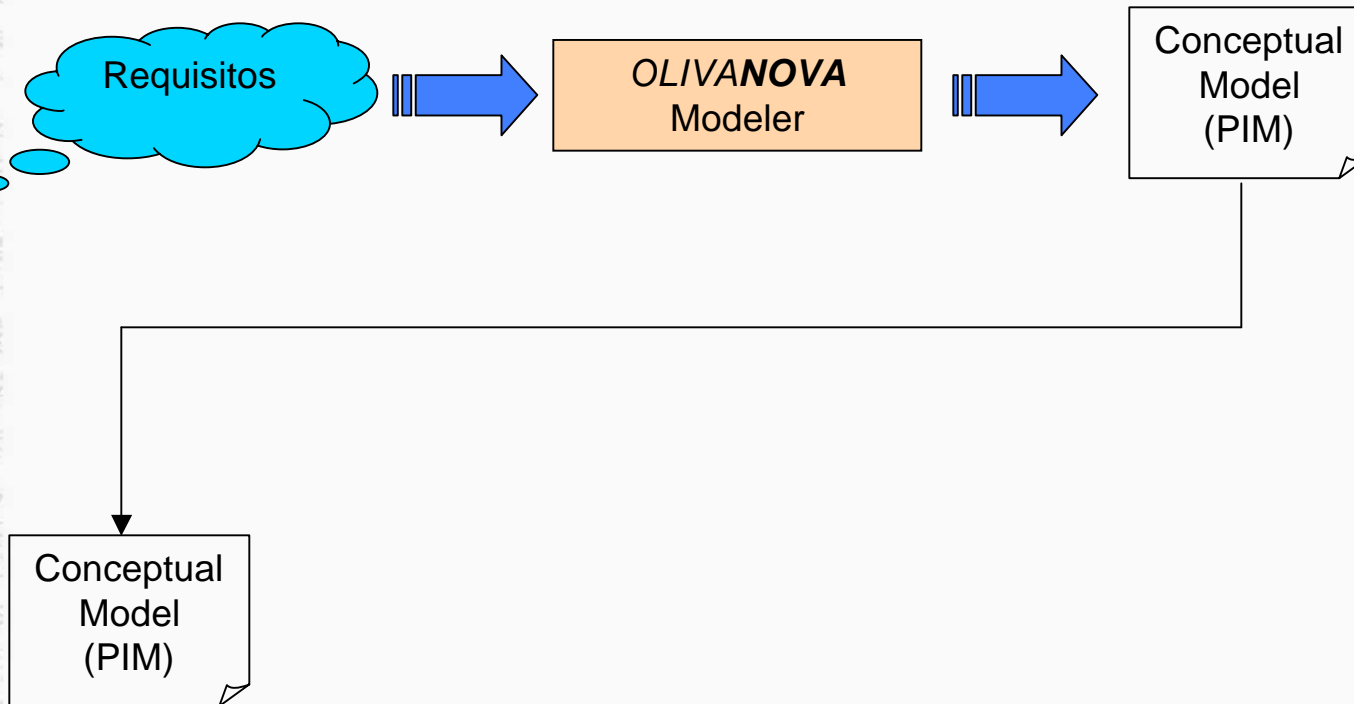 Requisitos
OLIVANOVA
Modeler
Conceptual
Model
(PIM)
Conceptual
Model
(PIM)